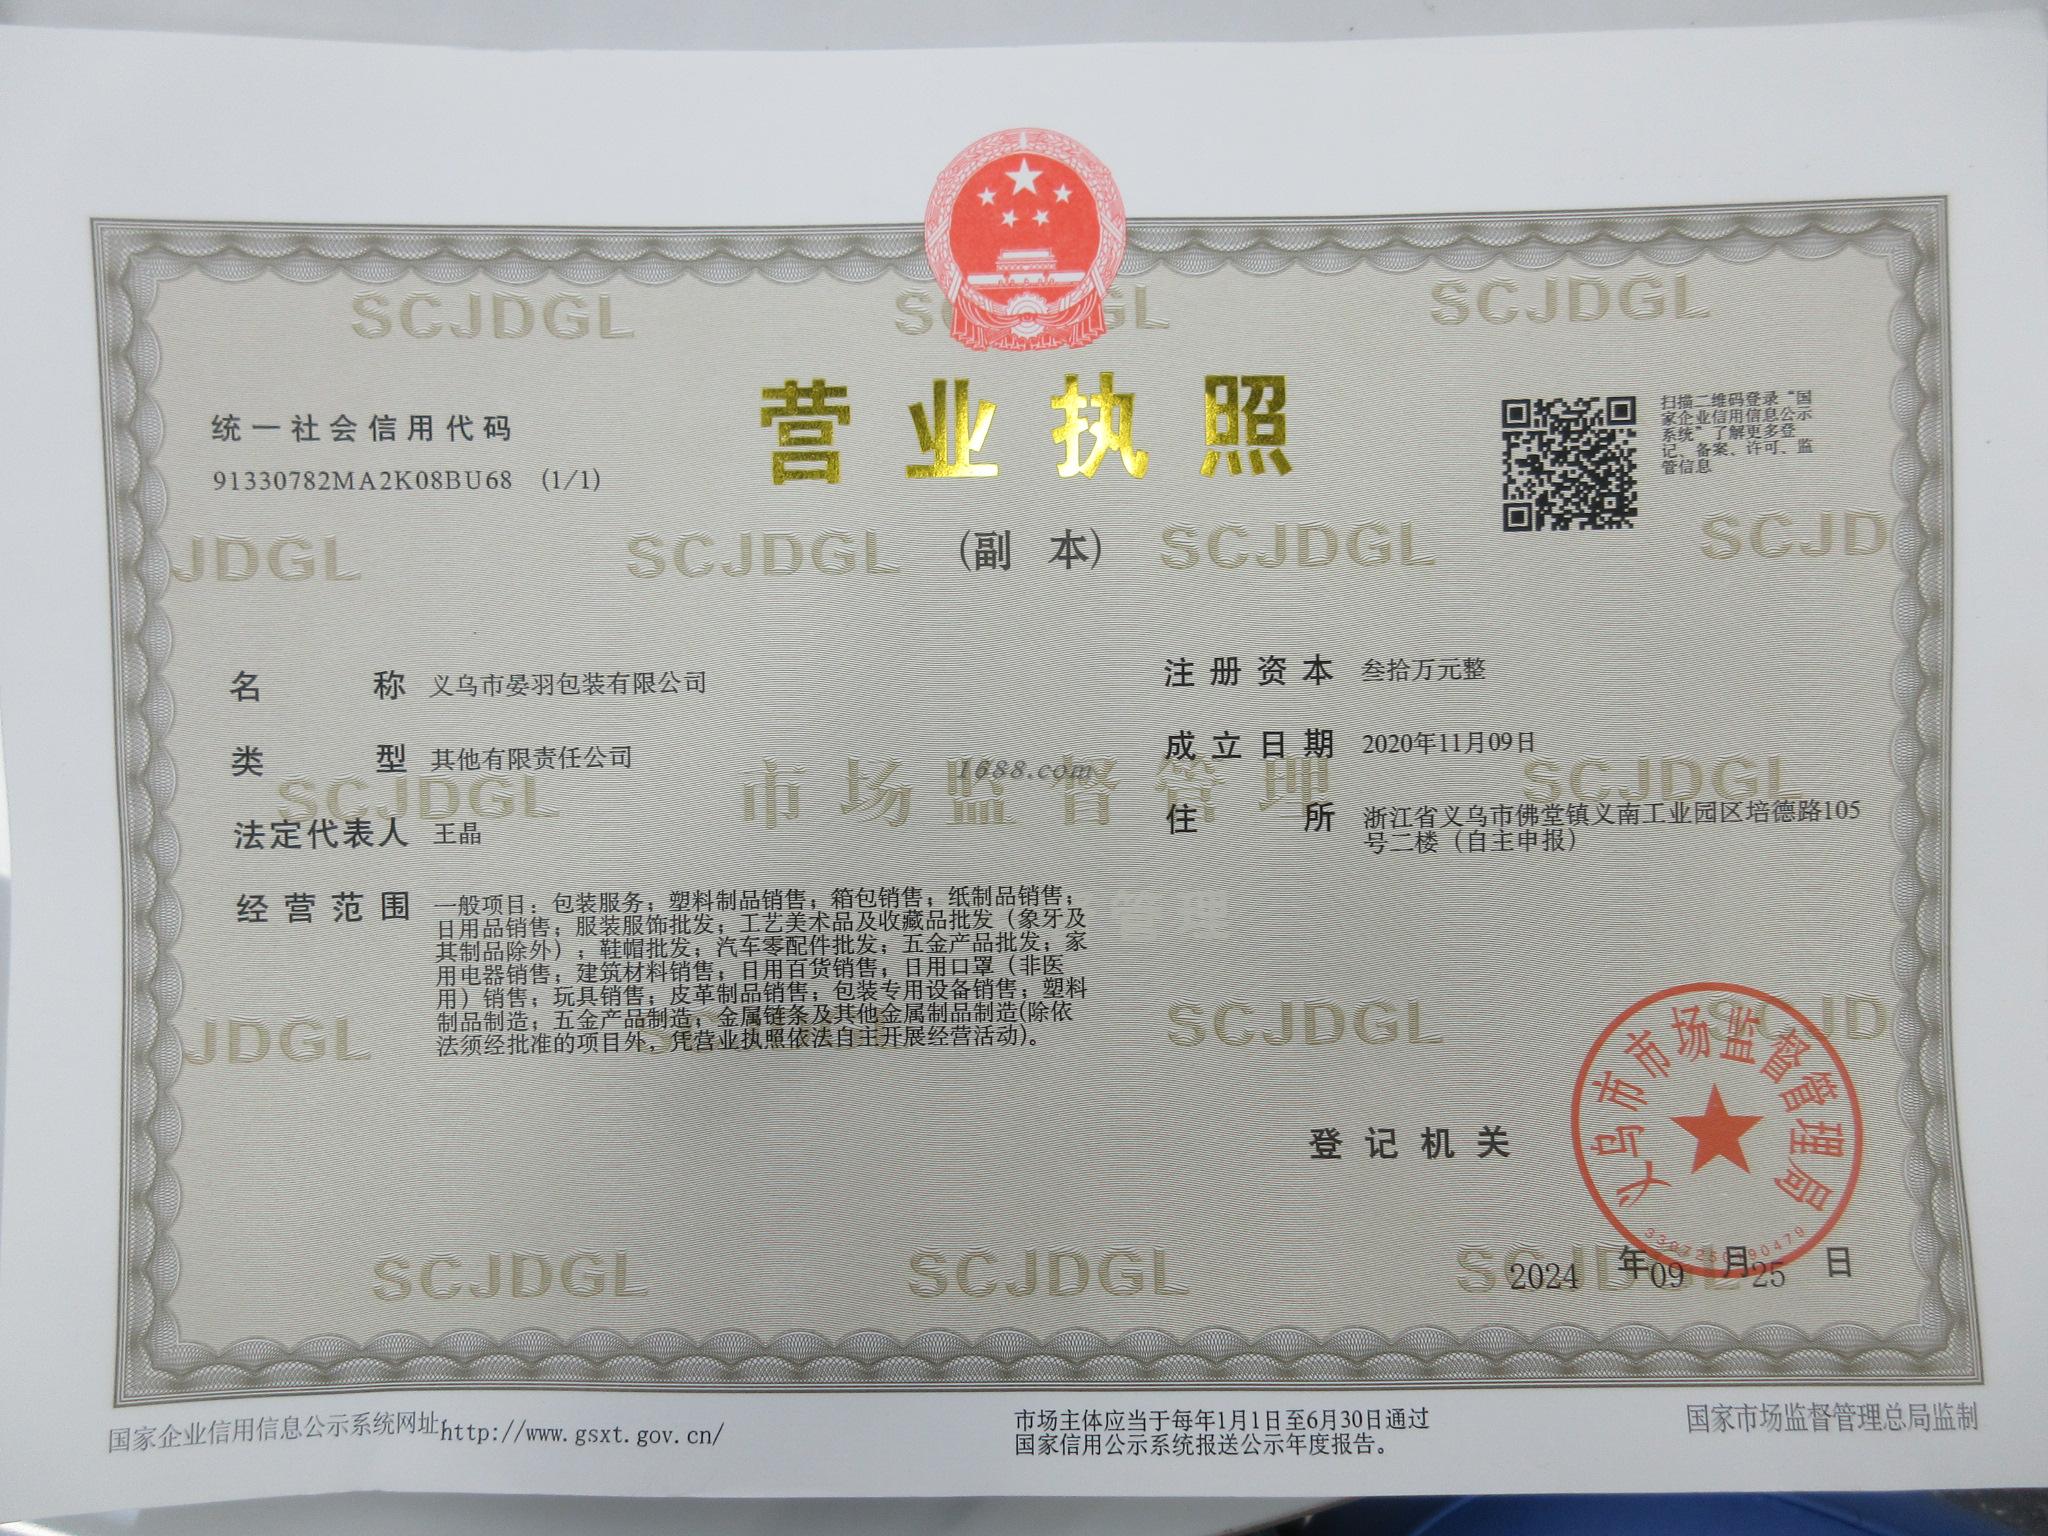 SCJDGL
SCJDGL
SCJDGL
营业执照
统一社会信用代码
91330782MA2K08BU68 (1/1)
扫描二维码登录“国
家企业信用信息公示
系统”了解更多登
记、备案、许可、监
管信息
JDGL
SCJDGL
(副 本)
SCJDGL
SCJD
名 称 义乌市晏羽包装有限公司
注册资本 叁拾万元整
类 型 其他有限责任公司
成立日期 2020年11月09日
SCJDGL
市场监督管理
1688.com
SCJDGL
法定代表人 王晶
住 所 浙江省义乌市佛堂镇义南工业园区培德路105
号二楼（自主申报）
经营范围 一般项目：包装服务；塑料制品销售；箱包销售；纸制品销售；
日用品销售；服装服饰批发；工艺美术品及收藏品批发（象牙及
其制品除外）；鞋帽批发；汽车零配件批发；五金产品批发；家
用电器销售；建筑材料销售；日用百货销售；日用口罩（非医
用）销售；玩具销售；皮革制品销售；包装专用设备销售；塑料
制品制造；五金产品制造；金属链条及其他金属制品制造(除依
法须经批准的项目外，凭营业执照依法自主开展经营活动)。
管理
JDGL
SCJDGL
SCJDGL
SCJD
登记机关
义乌市市场监督管理局
2024 年09 月25 日
SCJDGL
SCJDGL
SCJDGL
国家企业信用信息公示系统网址:http://www.gsxt.gov.cn/
市场主体应当于每年1月1日至6月30日通过
国家信用公示系统报送公示年度报告。
国家市场监督管理总局监制